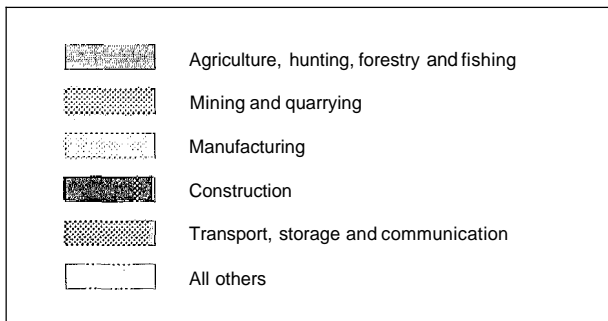 Agriculture, hunting, forestry and fishing
Mining and quarrying
Manufacturing
Construction
Transport, storage and communication
All others